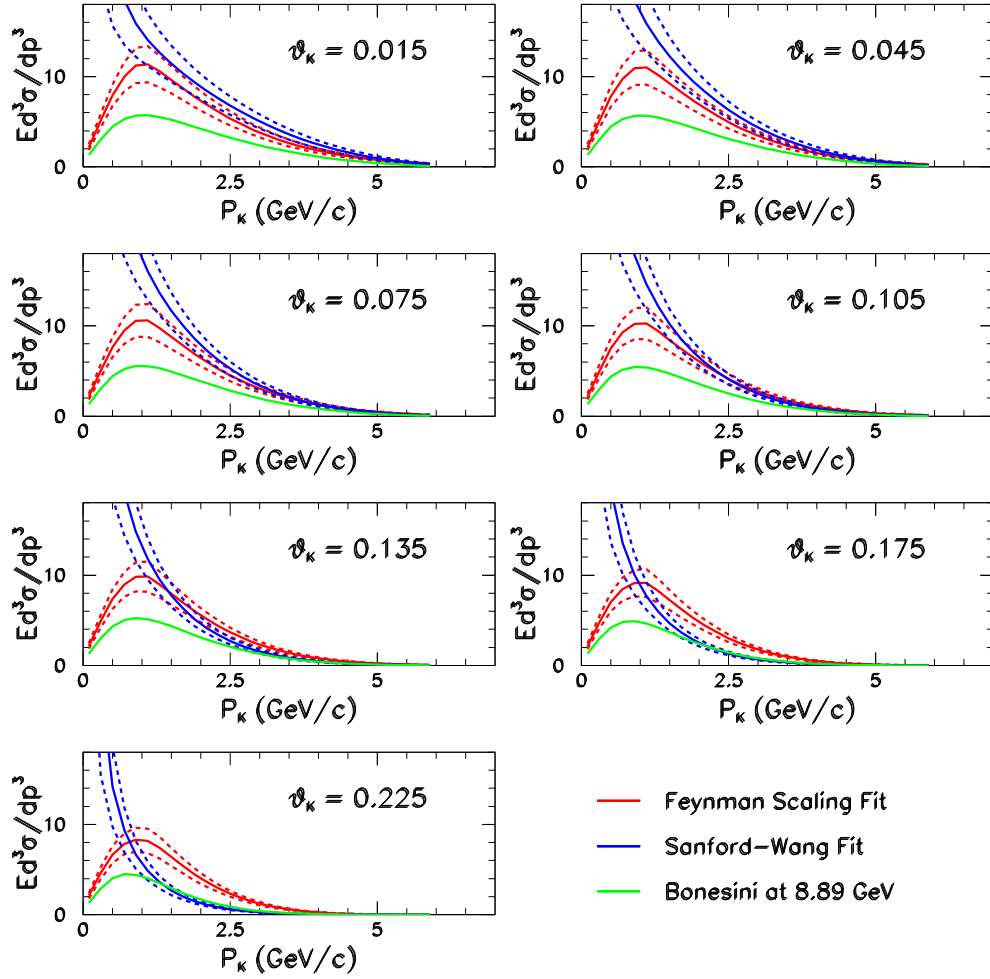 Ed³σ/dp³
ϑ_K = 0.015
10
0
0 2.5 5
P_K (GeV/c)
Ed³σ/dp³
ϑ_K = 0.045
10
0
0 2.5 5
P_K (GeV/c)
Ed³σ/dp³
ϑ_K = 0.075
10
0
0 2.5 5
P_K (GeV/c)
Ed³σ/dp³
ϑ_K = 0.105
10
0
0 2.5 5
P_K (GeV/c)
Ed³σ/dp³
ϑ_K = 0.135
10
0
0 2.5 5
P_K (GeV/c)
Ed³σ/dp³
ϑ_K = 0.175
10
0
0 2.5 5
P_K (GeV/c)
Ed³σ/dp³
ϑ_K = 0.225
10
0
0 2.5 5
P_K (GeV/c)
Feynman Scaling Fit
Sanford-Wang Fit
Bonesini at 8.89 GeV